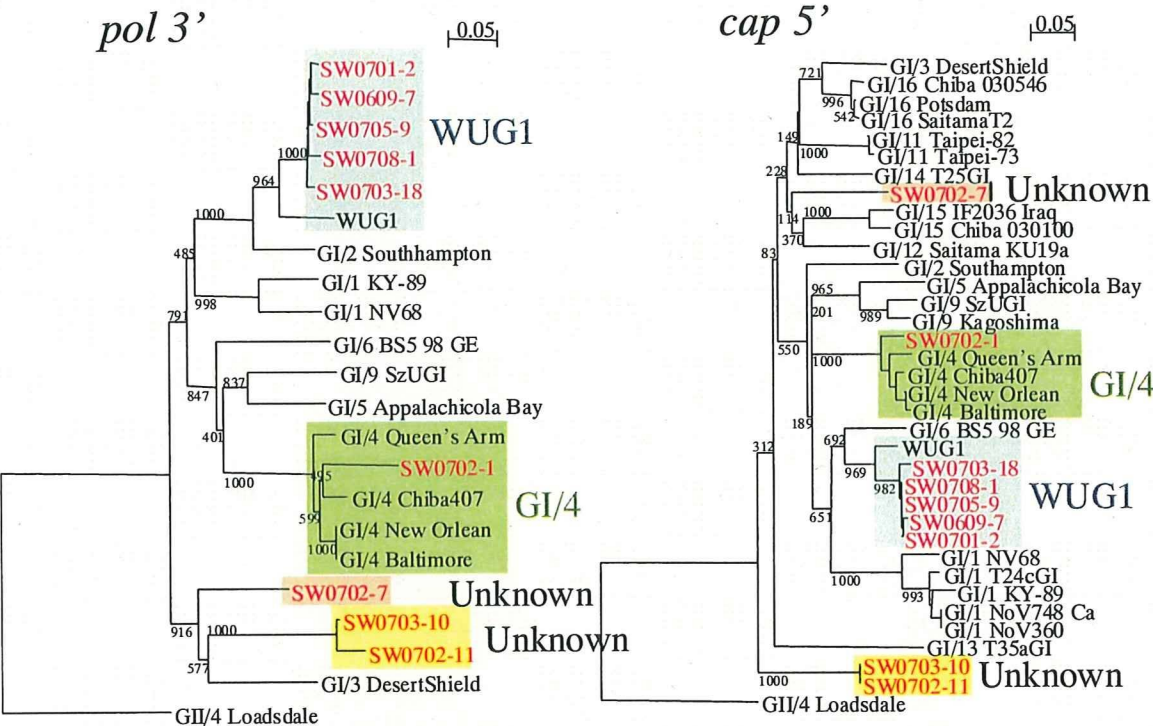 pol 3’
0.05
SW0701-2
SW0609-7
SW0705-9
WUG1
1000
SW0708-1
964
SW0703-18
1000
WUG1
485
GI/2 Southhampton
GI/1 KY-89
998
GI/1 NV68
791
GI/6 BS5 98 GE
837
GI/9 SzUGI
847
GI/5 Appalachicola Bay
401
GI/4 Queen’s Arm
495
SW0702-1
1000
GI/4 Chiba407
GI/4
599
GI/4 New Orlean
1000
GI/4 Baltimore
SW0702-7
Unknown
916
1000
SW0703-10
Unknown
SW0702-11
577
GI/3 DesertShield
GII/4 Loadsdale
cap 5’
0.05
721
GI/3 DesertShield
GI/16 Chiba 030546
996
GI/16 Potsdam
542
GI/16 SaitamaT2
149
GI/11 Taipei-82
1000
GI/11 Taipei-73
228
GI/14 T25GI
SW0702-7
Unknown
114
1000
GI/15 IF2036 Iraq
GI/15 Chiba 030100
370
83
GI/12 Saitama KU19a
GI/2 Southampton
965
GI/5 Appalachicola Bay
201
GI/9 SzUGI
989
GI/9 Kagoshima
SW0702-1
550
1000
GI/4 Queen’s Arm
GI/4 Chiba407
GI/4
GI/4 New Orlean
GI/4 Baltimore
189
GI/6 BS5 98 GE
692
312
WUG1
969
SW0703-18
982
SW0708-1
WUG1
SW0705-9
651
SW0609-7
SW0701-2
GI/1 NV68
1000
GI/1 T24cGI
993
GI/1 KY-89
GI/1 NoV748 Ca
GI/1 NoV360
GI/13 T35aGI
SW0703-10
Unknown
1000
SW0702-11
GII/4 Loadsdale